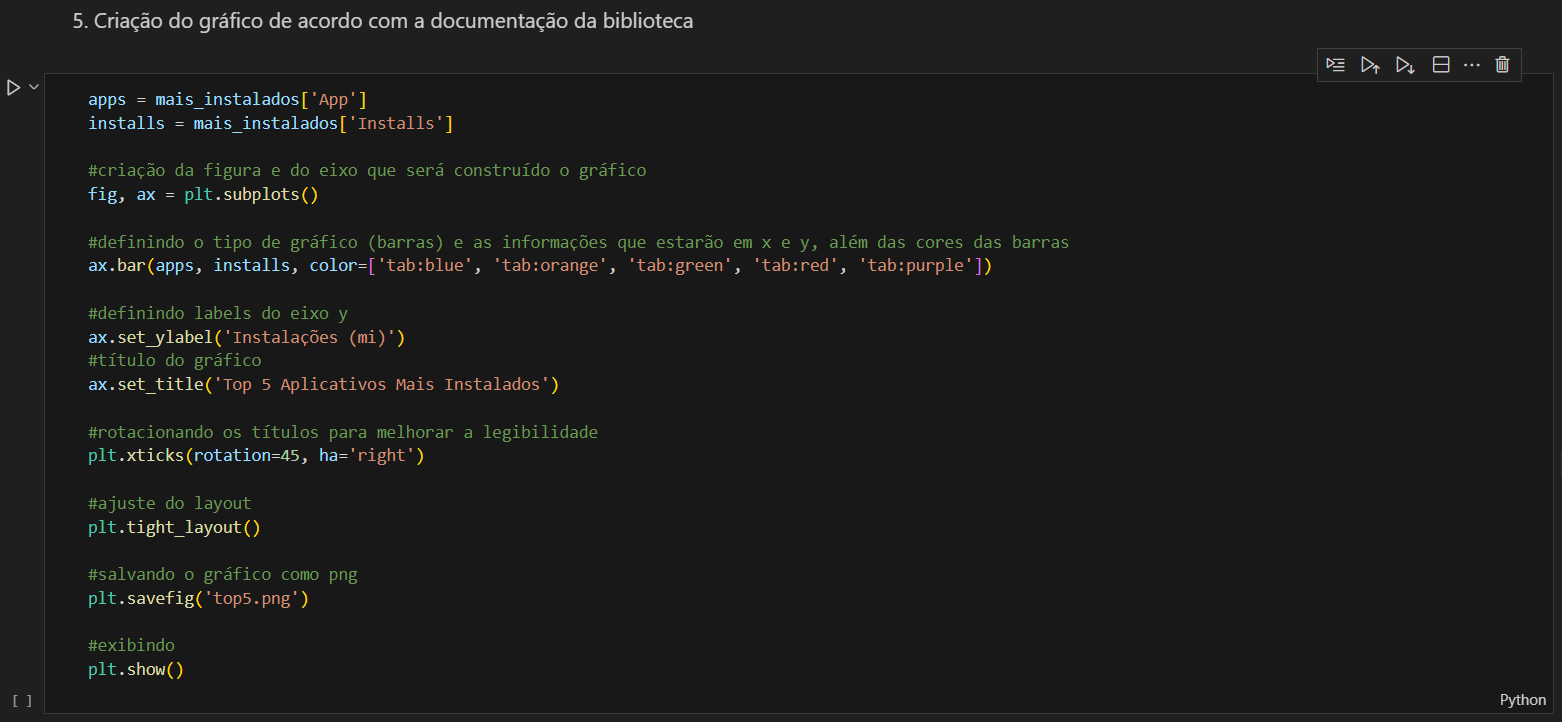 5. Criação do gráfico de acordo com a documentação da biblioteca
apps = mais_instalados['App']
installs = mais_instalados['Installs']
#criação da figura e do eixo que será construído o gráfico
fig, ax = plt.subplots()
#definindo o tipo de gráfico (barras) e as informações que estarão em x e y, além das cores das barras
ax.bar(apps, installs, color=['tab:blue', 'tab:orange', 'tab:green', 'tab:red', 'tab:purple'])
#definindo labels do eixo y
ax.set_ylabel('Instalações (mi)')
#título do gráfico
ax.set_title('Top 5 Aplicativos Mais Instalados')
#rotacionando os títulos para melhorar a legibilidade
plt.xticks(rotation=45, ha='right')
#ajuste do layout
plt.tight_layout()
#salvando o gráfico como png
plt.savefig('top5.png')
#exibindo
plt.show()
[ ]
Python